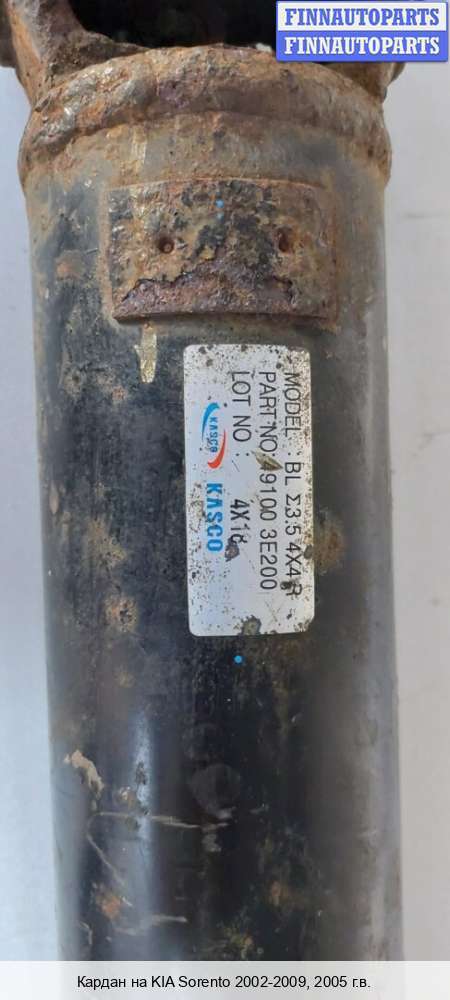 FINNAUTOPARTS
FINNAUTOPARTS
MODEL : BL Σ3.5 4X4 R
PART NO: 49100 3E200
LOT NO : 4X18
KASCO KASCO
Кардан на KIA Sorento 2002-2009, 2005 г.в.